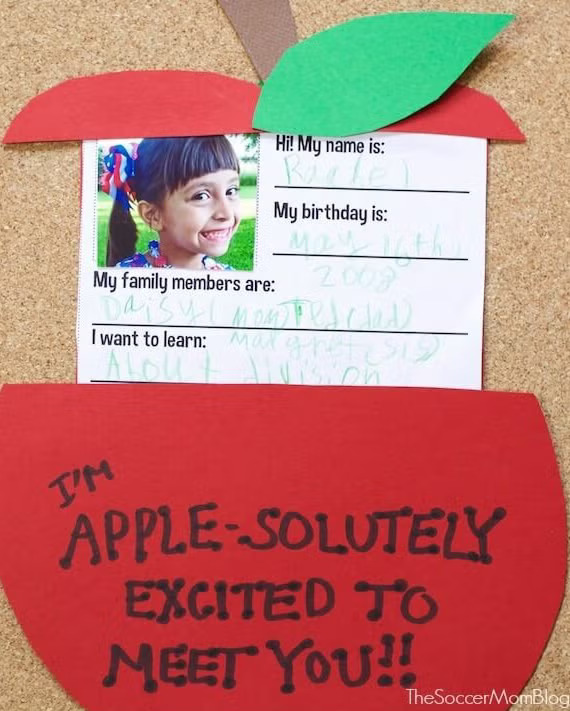 Hi! My name is:
My birthday is:
May 16th
2008
My family members are:
Daisy( mom) Ted(dad)
I want to learn:
(sis)
About division
I'M
APPLE-SOLUTELY
EXCITED TO
MEET YOU!!
TheSoccerMomBlog